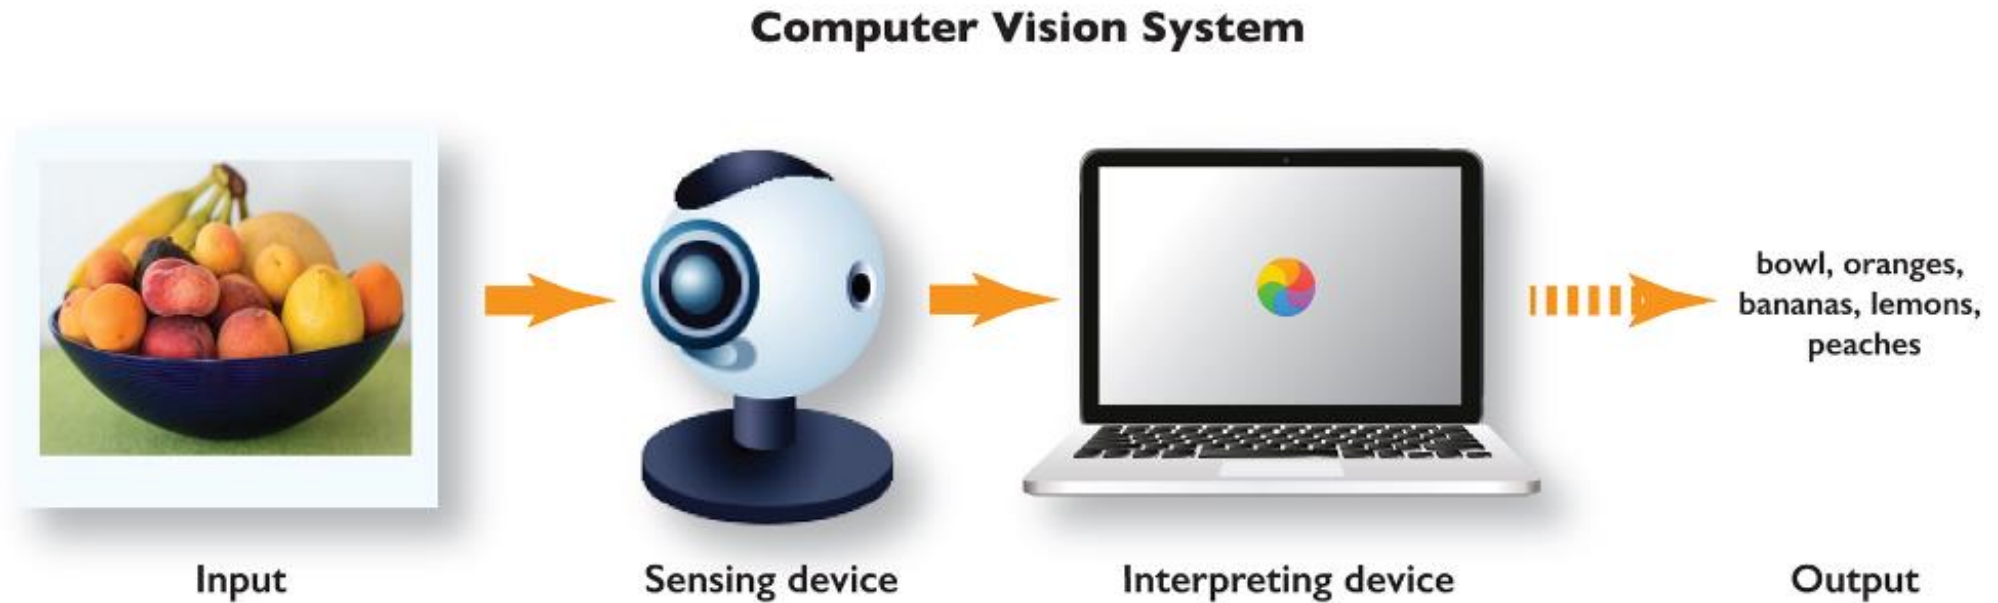 Computer Vision System
bowl, oranges,
bananas, lemons,
peaches
Input
Sensing device
Interpreting device
Output